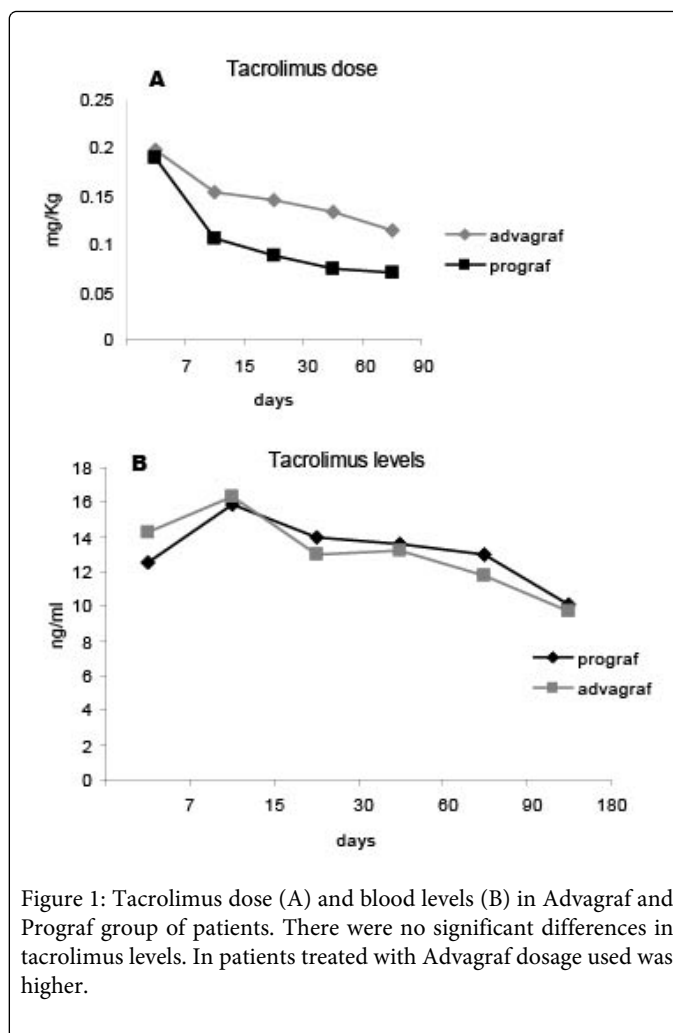 A Tacrolimus dose
0.25
0.2
0.15
0.1
0.05
0
mg/Kg
advagraf
prograf
7 15 30 60 90
days
B Tacrolimus levels
18
16
14
12
10
8
6
4
2
0
ng/ml
prograf
advagraf
7 15 30 60 90 180
days
Figure 1: Tacrolimus dose (A) and blood levels (B) in Advagraf and
Prograf group of patients. There were no significant differences in
tacrolimus levels. In patients treated with Advagraf dosage used was
higher.